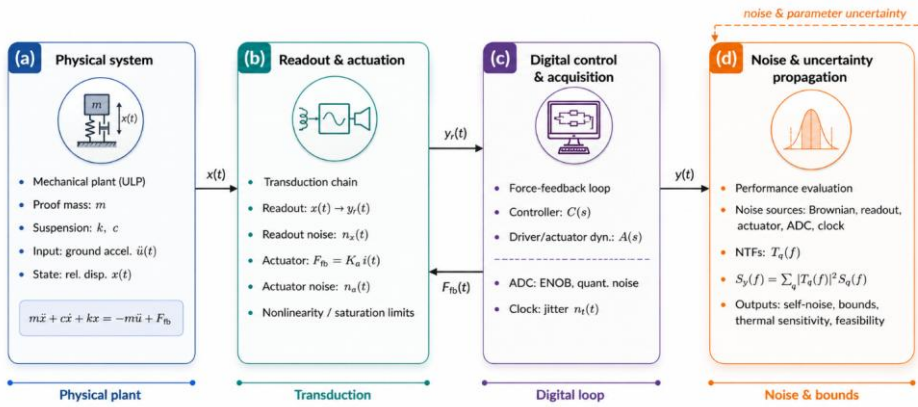 noise & parameter uncertainty
(a)
Physical system
m
x(t)
Mechanical plant (ULP)
Proof mass: m
Suspension: k, c
Input: ground accel. ü(t)
State: rel. disp. x(t)
mẍ + cẋ + kx = −mü + F_fb
Physical plant
x(t)
(b)
Readout & actuation
Transduction chain
Readout: x(t) → y_r(t)
Readout noise: n_x(t)
Actuator: F_fb = K_a i(t)
Actuator noise: n_a(t)
Nonlinearity / saturation limits
Transduction
y_r(t)
F_fb(t)
(c)
Digital control
& acquisition
Force-feedback loop
Controller: C(s)
Driver/actuator dyn.: A(s)
ADC: ENOB, quant. noise
Clock: jitter n_t(t)
Digital loop
y(t)
(d)
Noise & uncertainty
propagation
Performance evaluation
Noise sources: Brownian, readout,
actuator, ADC, clock
NTFs: T_q(f)
S_y(f) = ∑_q |T_q(f)|² S_q(f)
Outputs: self-noise, bounds,
thermal sensitivity, feasibility
Noise & bounds